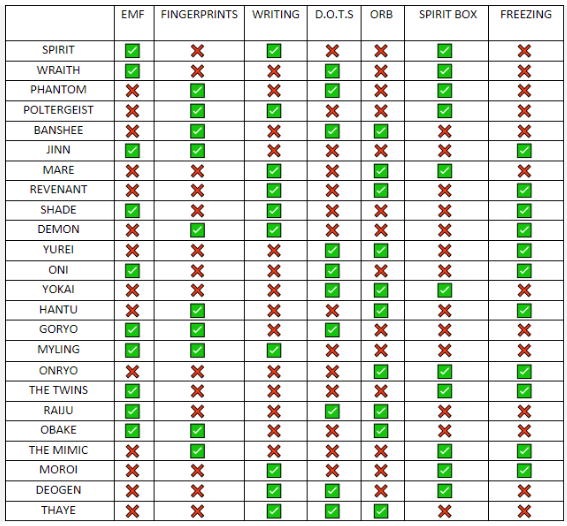 EMF FINGERPRINTS WRITING D.O.T.S ORB SPIRIT BOX FREEZING
SPIRIT
WRAITH
PHANTOM
POLTERGEIST
BANSHEE
JINN
MARE
REVENANT
SHADE
DEMON
YUREI
ONI
YOKAI
HANTU
GORYO
MYLING
ONRYO
THE TWINS
RAIJU
OBAKE
THE MIMIC
MOROI
DEOGEN
THAYE